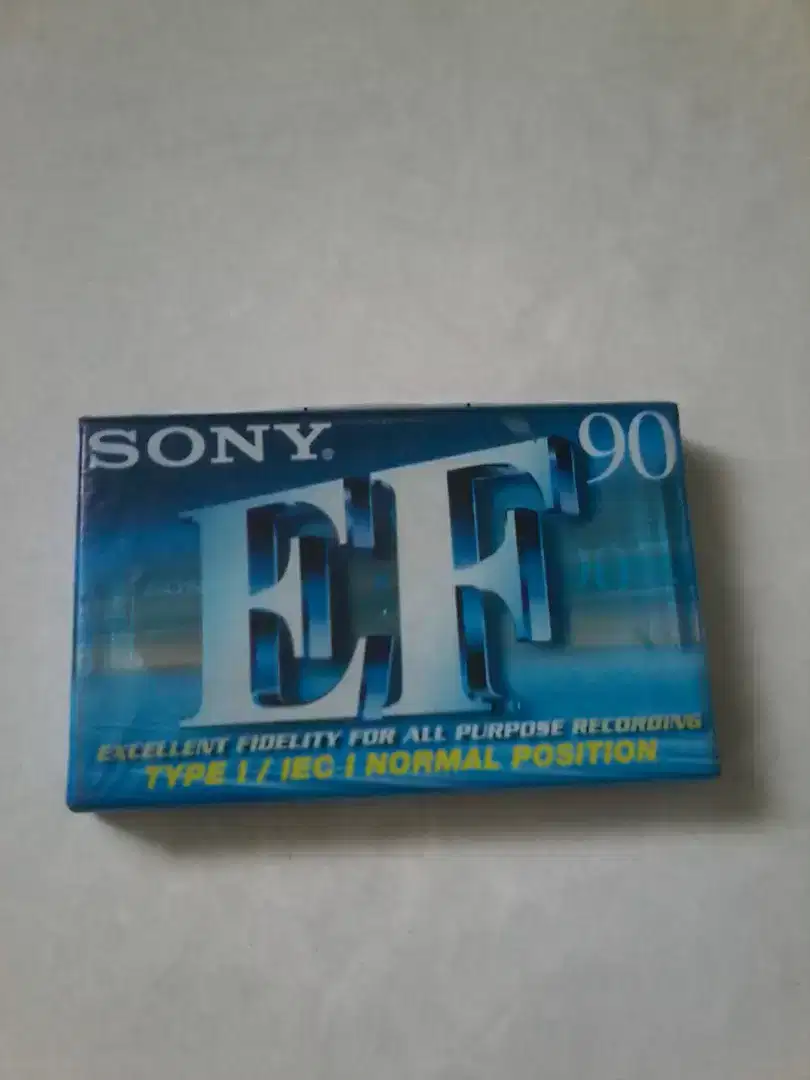 SONY®
90
EF
EXCELLENT FIDELITY FOR ALL PURPOSE RECORDING
TYPE I / IEC I NORMAL POSITION